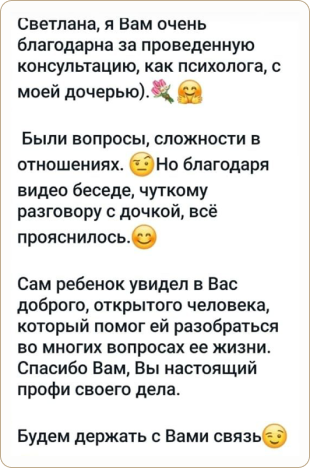 Светлана, я Вам очень
благодарна за проведенную
консультацию, как психолога, с
моей дочерью).💐🤗
Были вопросы, сложности в
отношениях. 🤨Но благодаря
видео беседе, чуткому
разговору с дочкой, всё
прояснилось.😊
Сам ребенок увидел в Вас
доброго, открытого человека,
который помог ей разобраться
во многих вопросах ее жизни.
Спасибо Вам, Вы настоящий
профи своего дела.
Будем держать с Вами связь😉